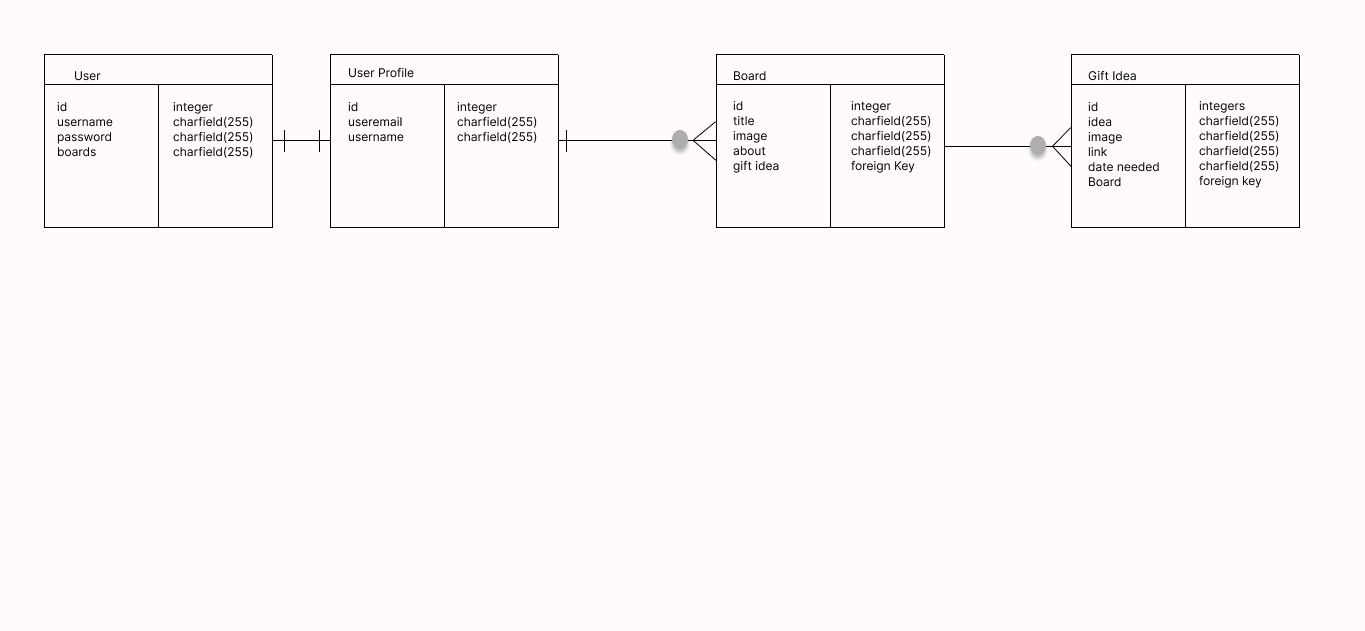 User
id integer
username charfield(255)
password charfield(255)
boards charfield(255)
User Profile
id integer
useremail charfield(255)
username charfield(255)
Board
id integer
title charfield(255)
image charfield(255)
about charfield(255)
gift idea foreign Key
Gift Idea
id integers
idea charfield(255)
image charfield(255)
link charfield(255)
date needed charfield(255)
Board foreign key